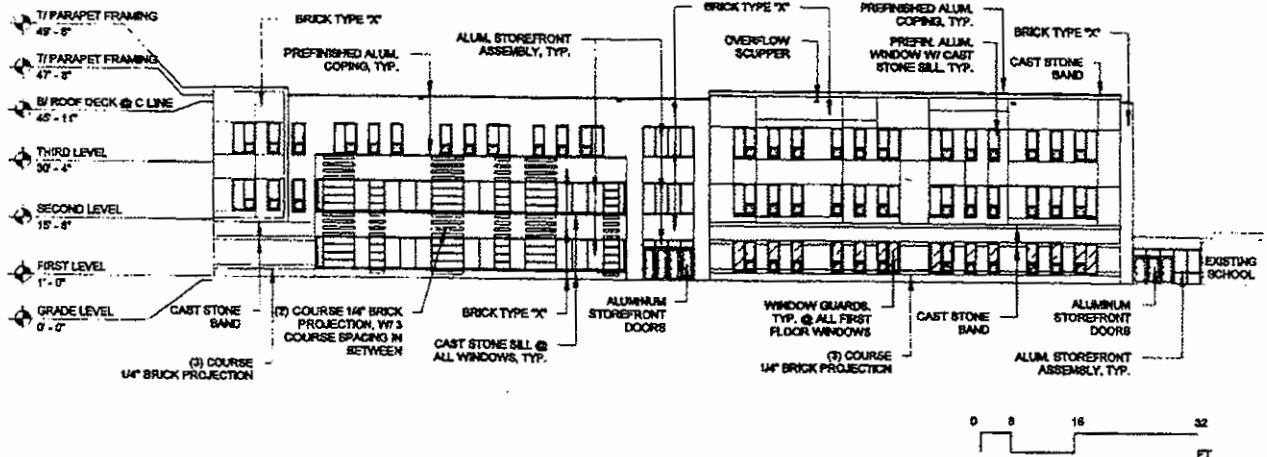 T/ PARAPET FRAMING
49' - 8"
T/ PARAPET FRAMING
47' - 3"
B/ ROOF DECK @ C LINE
45' - 11"
THIRD LEVEL
30' - 4"
SECOND LEVEL
15' - 8"
FIRST LEVEL
1' - 0"
GRADE LEVEL
0' - 0"
BRICK TYPE "X"
PREFINISHED ALUM.
COPING, TYP.
ALUM. STOREFRONT
ASSEMBLY, TYP.
BRICK TYPE "X"
OVERFLOW
SCUPPER
PREFINISHED ALUM.
COPING, TYP.
PREFIN. ALUM.
WINDOW W/ CAST
STONE SILL, TYP.
BRICK TYPE "X"
CAST STONE
BAND
CAST STONE
BAND
(3) COURSE
1/4" BRICK PROJECTION
COURSE 1/4" BRICK
PROJECTION, W/ 3
COURSE SPACING IN
BETWEEN
BRICK TYPE "X"
CAST STONE SILL @
ALL WINDOWS, TYP.
ALUMINUM
STOREFRONT
DOORS
WINDOW GUARDS,
TYP. @ ALL FIRST
FLOOR WINDOWS
(3) COURSE
1/4" BRICK PROJECTION
CAST STONE
BAND
EXISTING
SCHOOL
ALUMINUM
STOREFRONT
DOORS
ALUM. STOREFRONT
ASSEMBLY, TYP.
0 8 16 32
FT